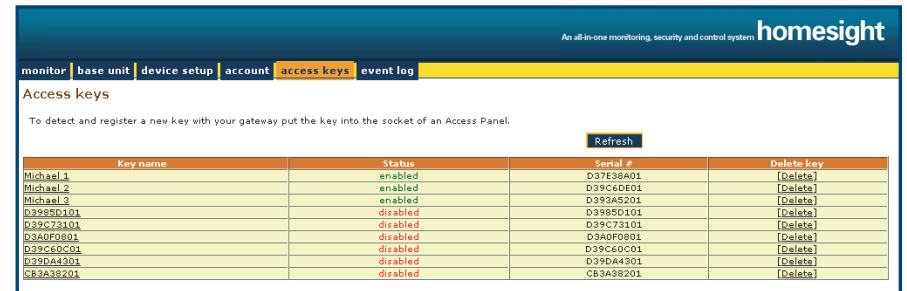 An all-in-one monitoring, security and control system homesight
monitor base unit device setup account access keys event log
Access keys
To detect and register a new key with your gateway put the key into the socket of an Access Panel.
Refresh
Key name Status Serial # Delete key
Michael 1 enabled D37E38A01 [Delete]
Michael 2 enabled D39C6DE01 [Delete]
Michael 3 enabled D393A5201 [Delete]
D3985D101 disabled D3985D101 [Delete]
D39C73101 disabled D39C73101 [Delete]
D3A0F0801 disabled D3A0F0801 [Delete]
D39C60C01 disabled D39C60C01 [Delete]
D39DA4301 disabled D39DA4301 [Delete]
CB3A38201 disabled CB3A38201 [Delete]